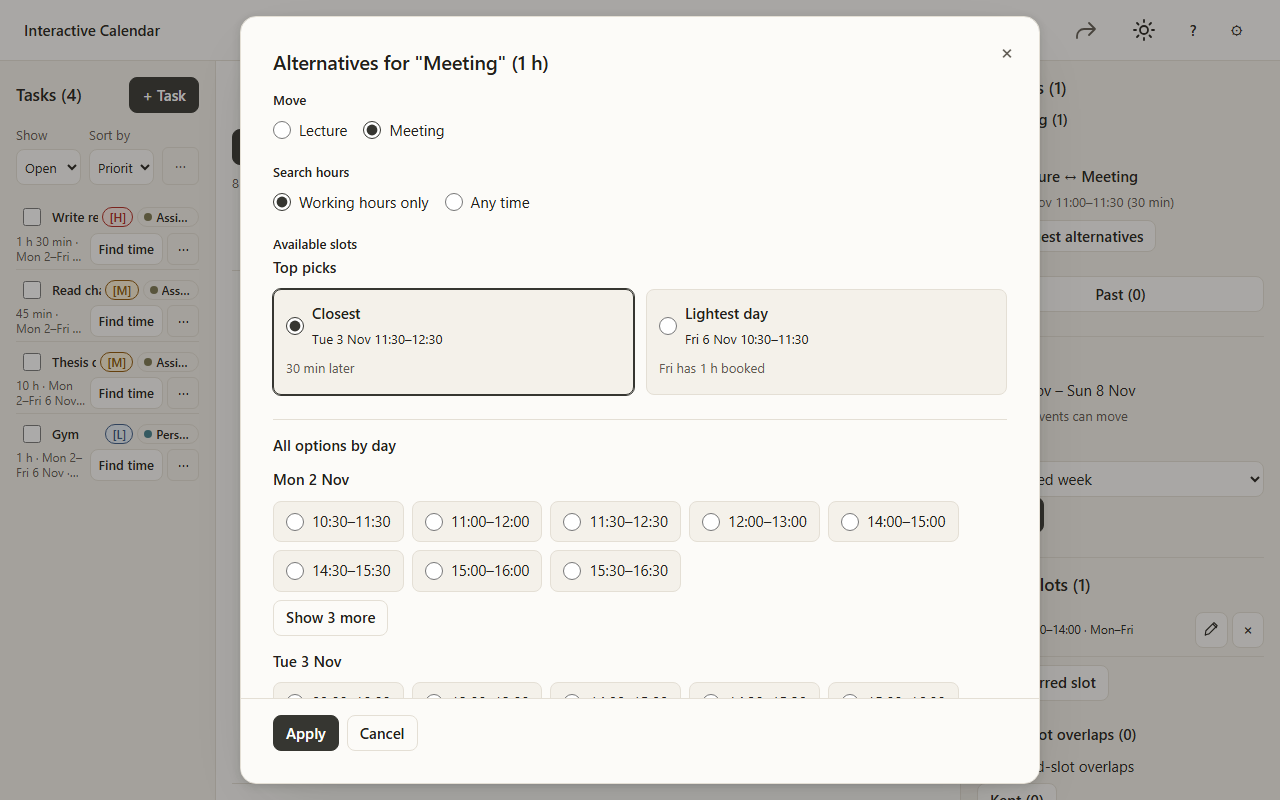 Interactive Calendar
?
Tasks (4)
+ Task
Show
Sort by
Open
Priorit
...
Write re [H] Assi...
1 h 30 min ·
Mon 2–Fri ...
Find time
...
Read cha [M] Ass...
45 min ·
Mon 2–Fri ...
Find time
...
Thesis c [M] Assi...
10 h · Mon
2–Fri 6 Nov...
Find time
...
Gym [L] Pers...
1 h · Mon 2–
Fri 6 Nov ·...
Find time
...
8
Alternatives for "Meeting" (1 h)
×
Move
Lecture
Meeting
Search hours
Working hours only
Any time
Available slots
Top picks
Closest
Tue 3 Nov 11:30–12:30
30 min later
Lightest day
Fri 6 Nov 10:30–11:30
Fri has 1 h booked
All options by day
Mon 2 Nov
10:30–11:30
11:00–12:00
11:30–12:30
12:00–13:00
14:00–15:00
14:30–15:30
15:00–16:00
15:30–16:30
Show 3 more
Tue 3 Nov
Apply
Cancel
s (1)
g (1)
ure ↔ Meeting
ov 11:00–11:30 (30 min)
est alternatives
Past (0)
ov – Sun 8 Nov
vents can move
ed week
lots (1)
0–14:00 · Mon–Fri
×
rred slot
ot overlaps (0)
d-slot overlaps
Kept (0)